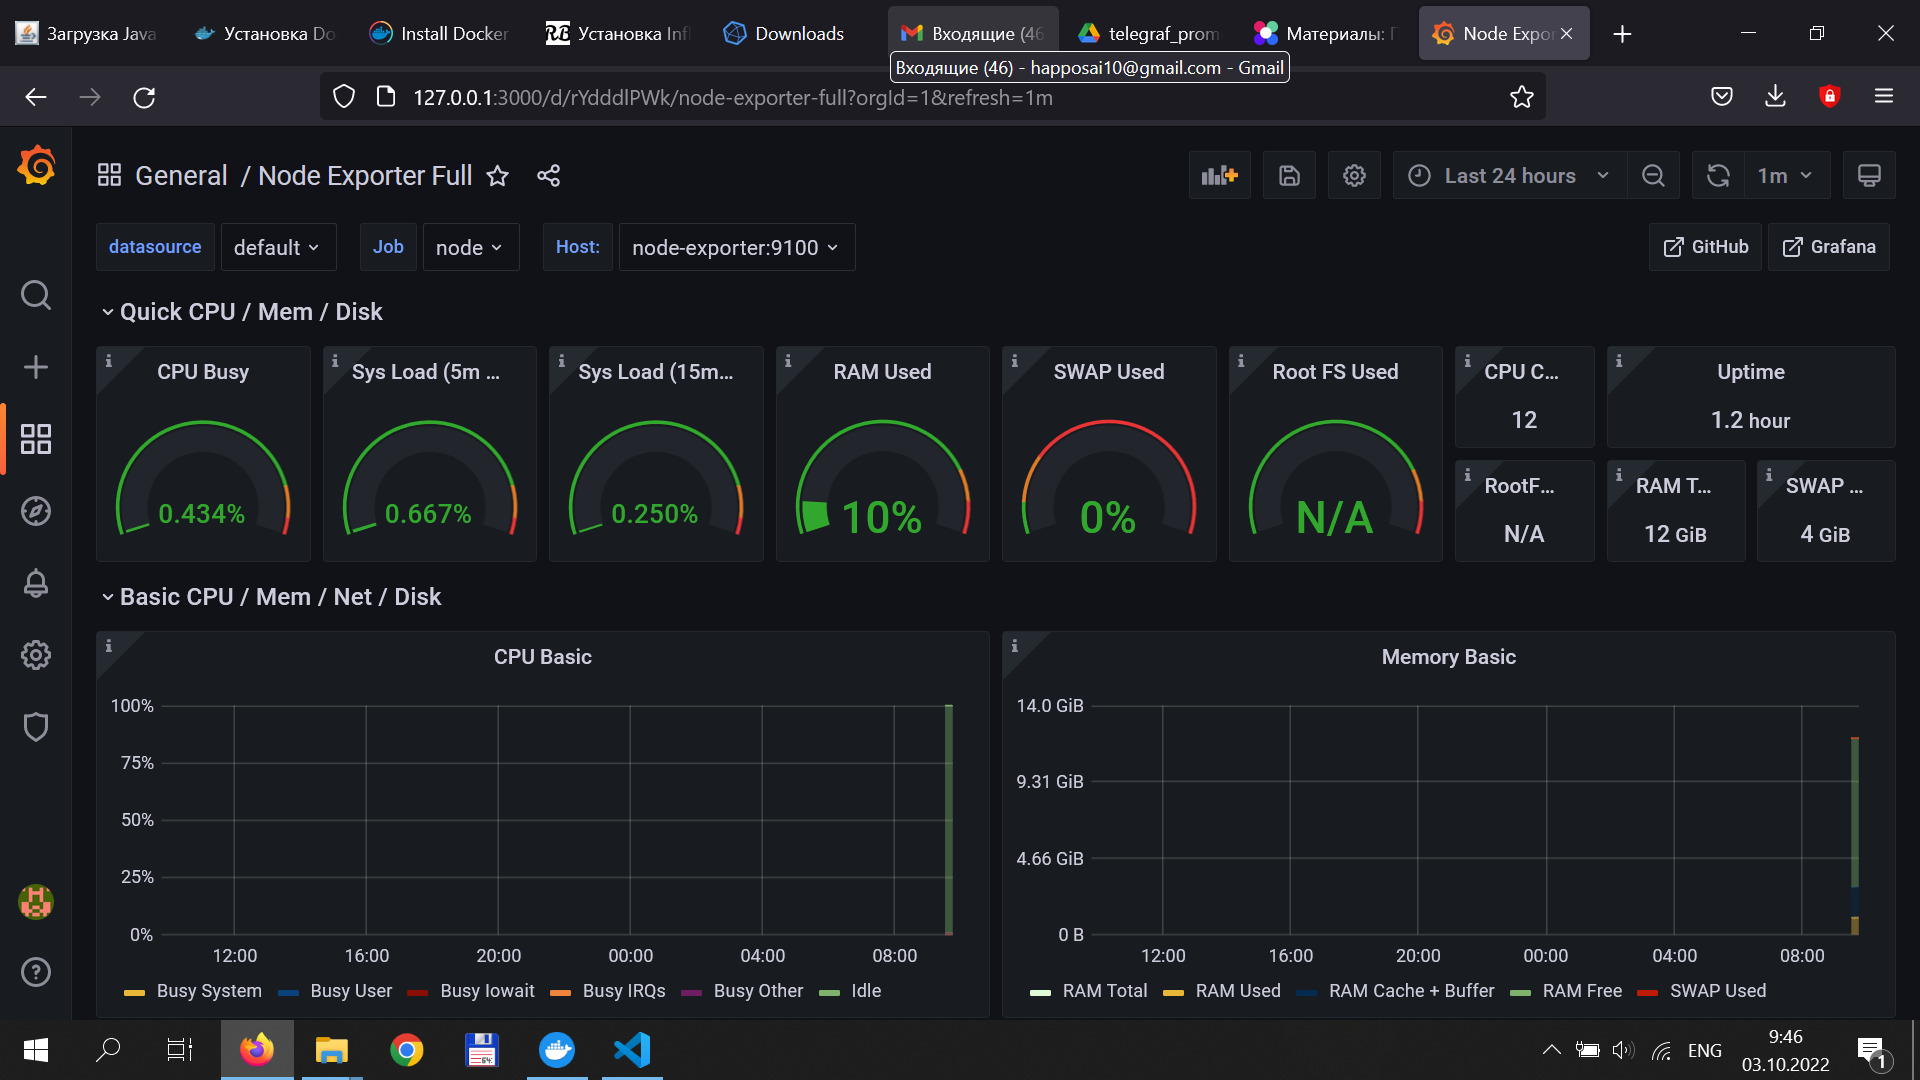 Загрузка Java
Установка Do
Install Docker
Установка Infl
Downloads
Входящие (46
telegraf_prom
Материалы: П
Node Expor
Входящие (46) - happosai10@gmail.com - Gmail
127.0.0.1:3000/d/rYdddlPWk/node-exporter-full?orgId=1&refresh=1m
General / Node Exporter Full
Last 24 hours
1m
datasource
default
Job
node
Host:
node-exporter:9100
GitHub
Grafana
Quick CPU / Mem / Disk
CPU Busy
0.434%
Sys Load (5m ...
0.667%
Sys Load (15m...
0.250%
RAM Used
10%
SWAP Used
0%
Root FS Used
N/A
CPU C...
12
Uptime
1.2 hour
RootF...
N/A
RAM T...
12 GiB
SWAP ...
4 GiB
Basic CPU / Mem / Net / Disk
CPU Basic
100%
75%
50%
25%
0%
12:00 16:00 20:00 00:00 04:00 08:00
Busy System Busy User Busy Iowait Busy IRQs Busy Other Idle
Memory Basic
14.0 GiB
9.31 GiB
4.66 GiB
0 B
12:00 16:00 20:00 00:00 04:00 08:00
RAM Total RAM Used RAM Cache + Buffer RAM Free SWAP Used
64
ENG
9:46
03.10.2022
1